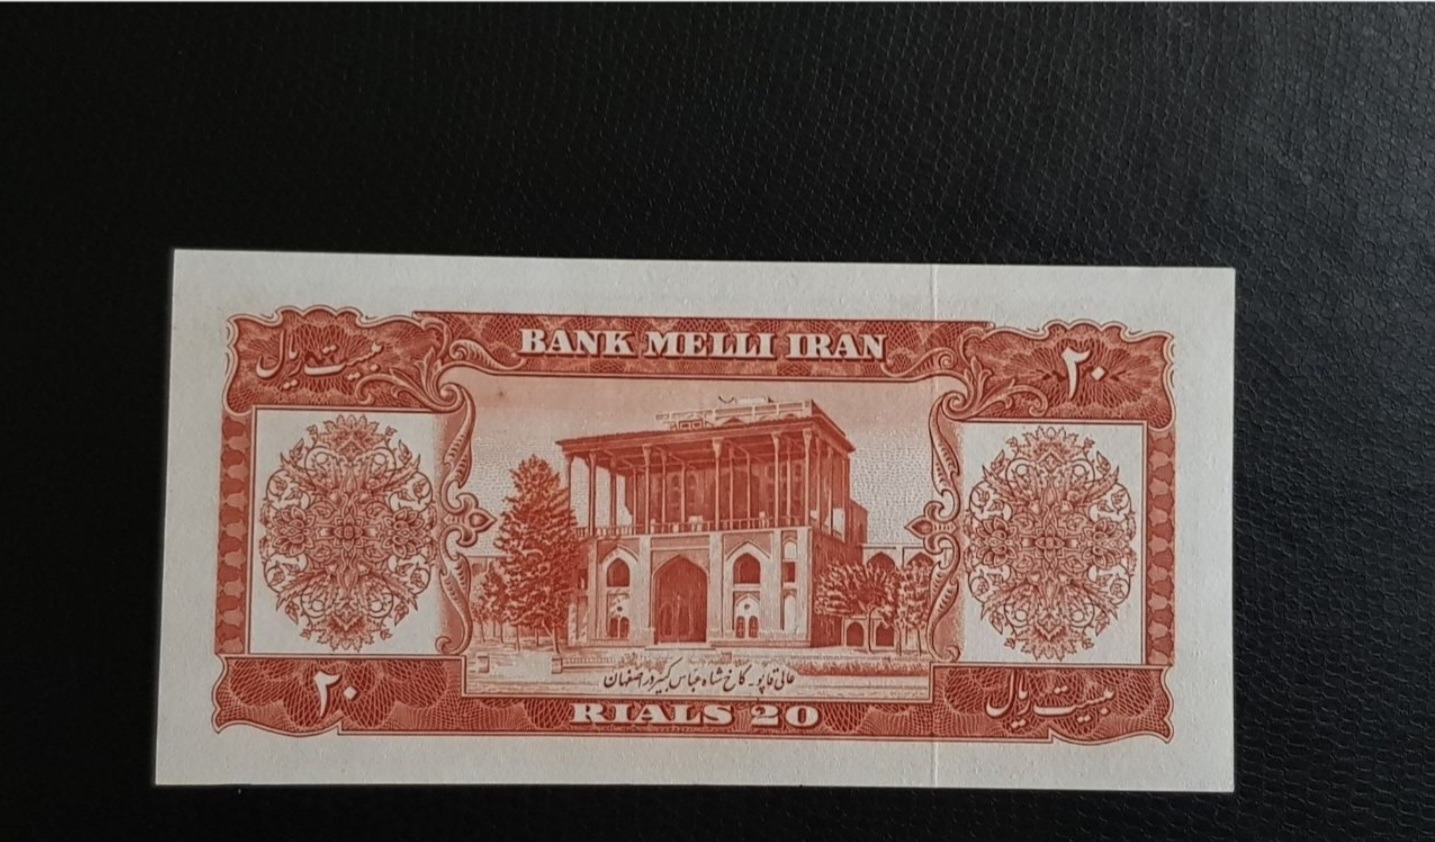 BANK MELLI IRAN
بیست ریال
۲۰
عالی قاپو - کاخ شاه عباس کبیر در اصفهان
۲۰
RIALS 20
بیست ریال